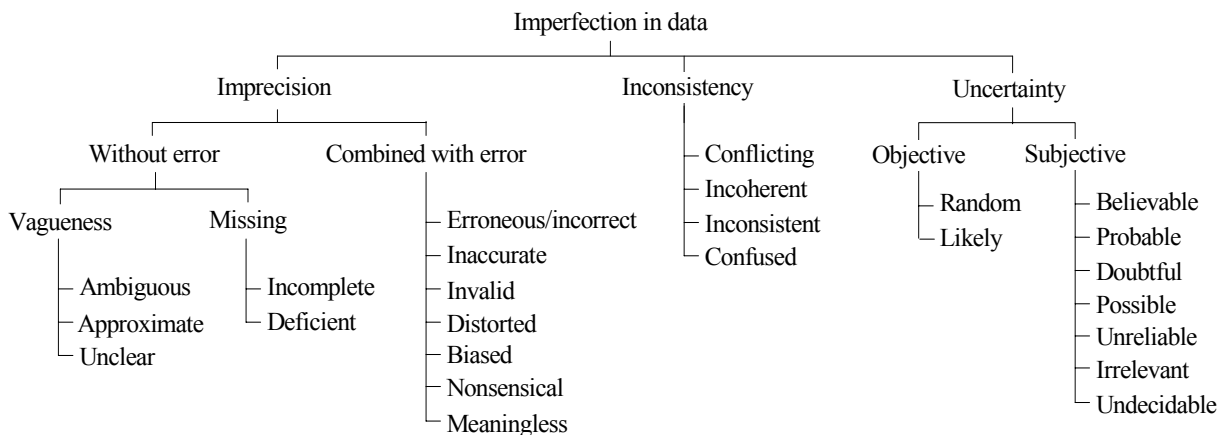 Imperfection in data
Imprecision
Inconsistency
Uncertainty
Without error
Combined with error
Objective
Subjective
Vagueness
Missing
Ambiguous
Approximate
Unclear
Incomplete
Deficient
Erroneous/incorrect
Inaccurate
Invalid
Distorted
Biased
Nonsensical
Meaningless
Conflicting
Incoherent
Inconsistent
Confused
Random
Likely
Believable
Probable
Doubtful
Possible
Unreliable
Irrelevant
Undecidable